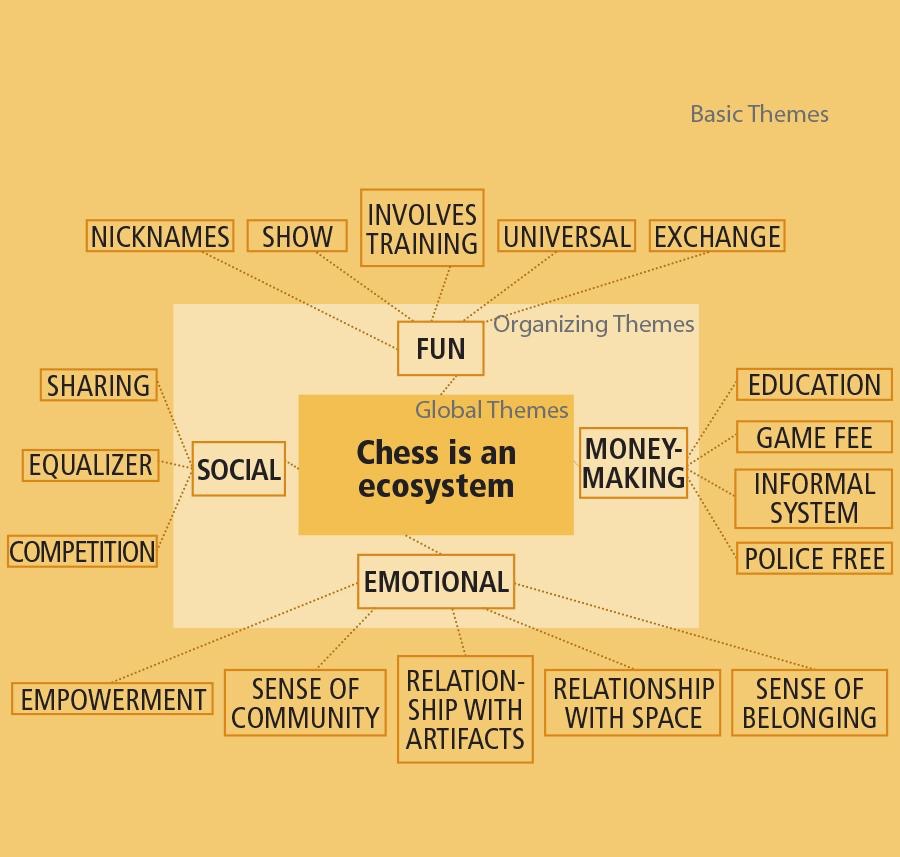 Basic Themes
INVOLVES
TRAINING
NICKNAMES
SHOW
UNIVERSAL
EXCHANGE
Organizing Themes
FUN
SHARING
EDUCATION
Global Themes
GAME FEE
Chess is an
ecosystem
MONEY-
MAKING
EQUALIZER
SOCIAL
INFORMAL
SYSTEM
COMPETITION
POLICE FREE
EMOTIONAL
EMPOWERMENT
SENSE OF
COMMUNITY
RELATION-
SHIP WITH
ARTIFACTS
RELATIONSHIP
WITH SPACE
SENSE OF
BELONGING